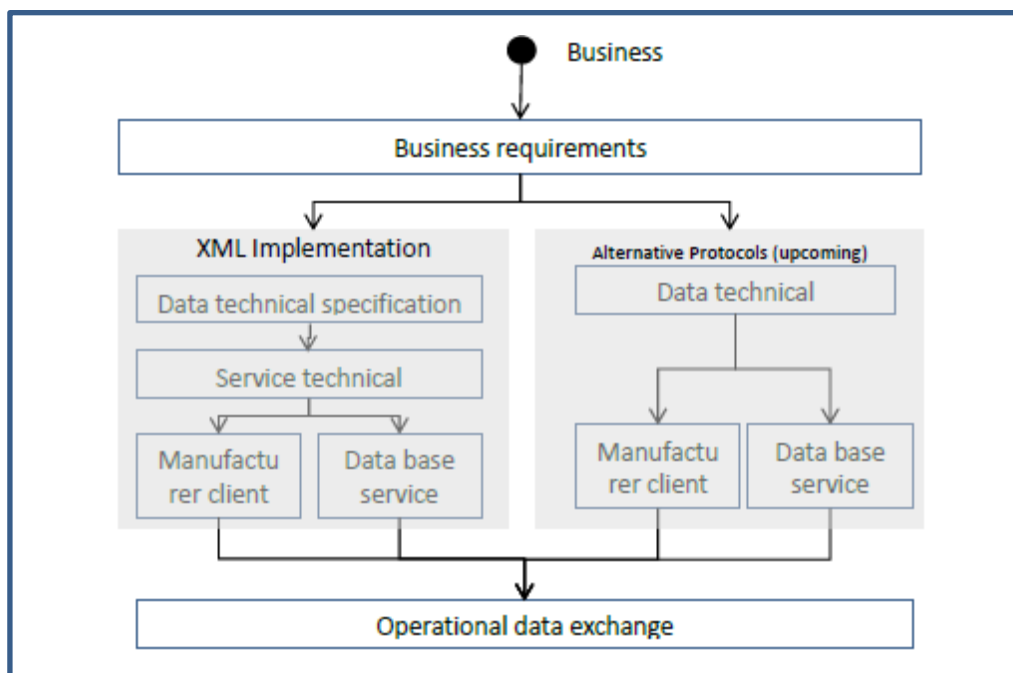 Business
Business requirements
XML Implementation
Data technical specification
Service technical
Manufactu
rer client
Data base
service
Alternative Protocols (upcoming)
Data technical
Manufactu
rer client
Data base
service
Operational data exchange